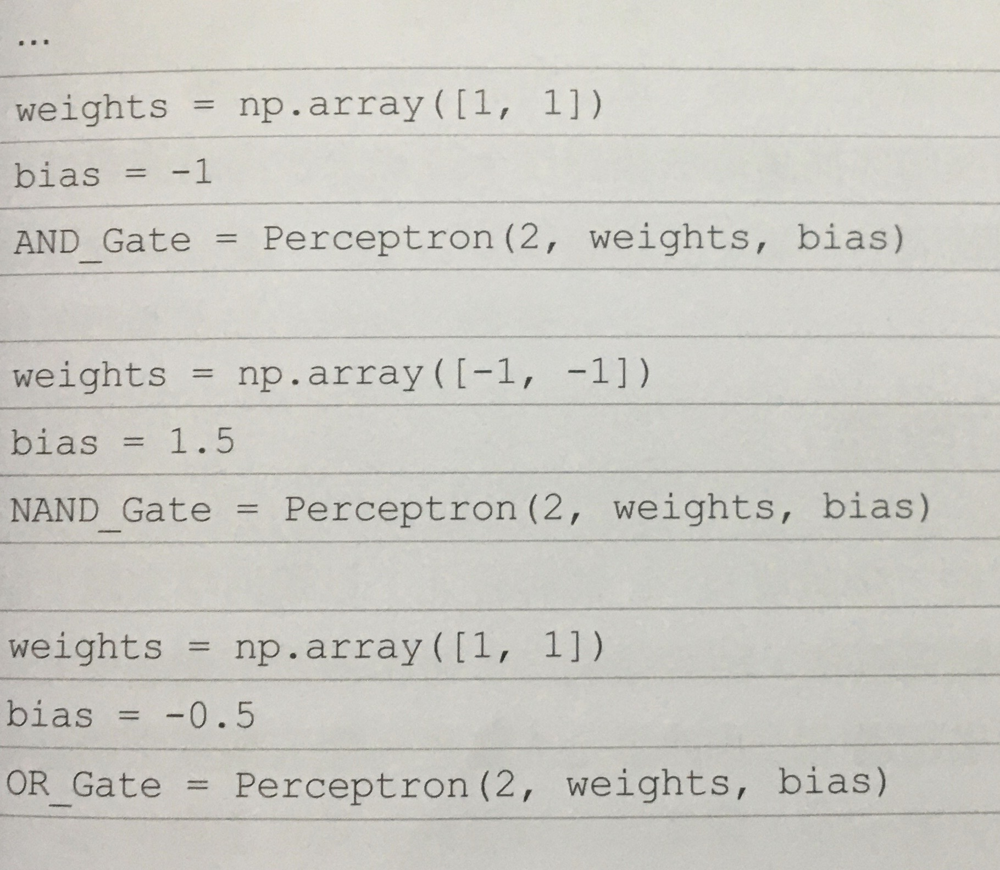 ...
weights = np.array([1, 1])
bias = -1
AND_Gate = Perceptron(2, weights, bias)
weights = np.array([-1, -1])
bias = 1.5
NAND_Gate = Perceptron(2, weights, bias)
weights = np.array([1, 1])
bias = -0.5
OR_Gate = Perceptron(2, weights, bias)